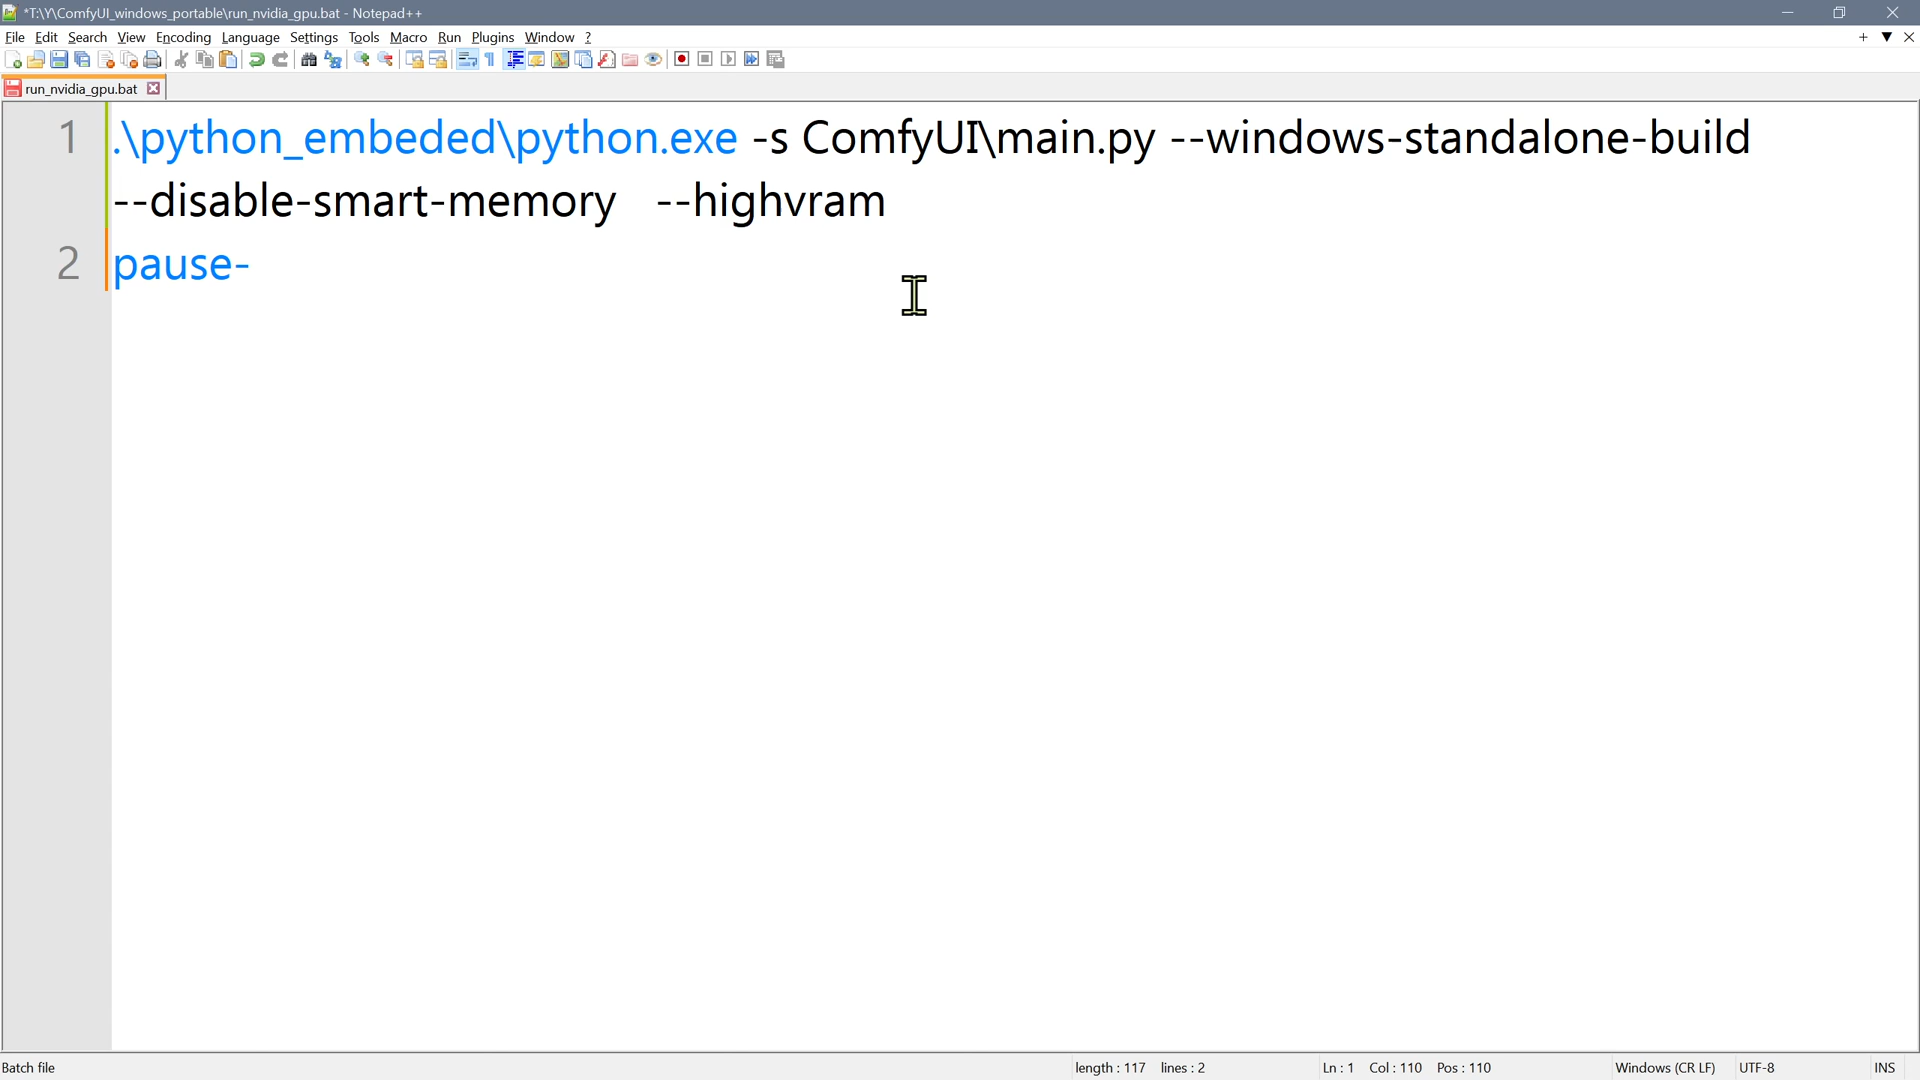 *T:\Y\ComfyUI_windows_portable\run_nvidia_gpu.bat - Notepad++
File Edit Search View Encoding Language Settings Tools Macro Run Plugins Window ?
run_nvidia_gpu.bat
1 .\python_embeded\python.exe -s ComfyUI\main.py --windows-standalone-build
--disable-smart-memory   --highvram
2 pause-
Batch file length : 117 lines : 2 Ln : 1 Col : 110 Pos : 110 Windows (CR LF) UTF-8 INS